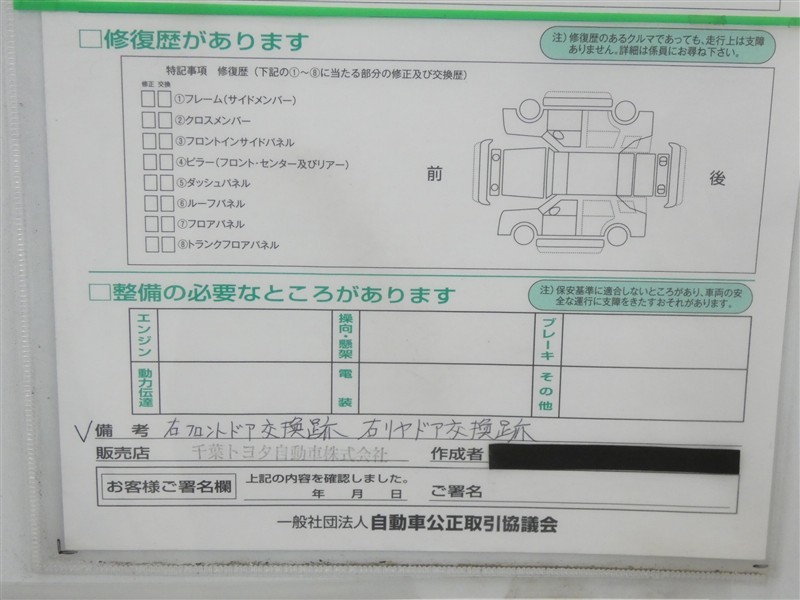 □修復歴があります
注）修復歴のあるクルマであっても、走行上は支障
ありません。詳細は係員にお尋ね下さい。
特記事項 修復歴（下記の①～⑧に当たる部分の修正及び交換歴）
修正 交換
①フレーム（サイドメンバー）
②クロスメンバー
③フロントインサイドパネル
④ピラー（フロント・センター及びリアー）
⑤ダッシュパネル
⑥ルーフパネル
⑦フロアパネル
⑧トランクフロアパネル
前
後
□整備の必要なところがあります
注）保安基準に適合しないところがあり、車両の安
全な運行に支障をきたすおそれがあります。
エンジン
操向・懸架
ブレーキ
動力伝達
電装
その他
✓備考 右フロントドア交換跡 右リヤドア交換跡
販売店 千葉トヨタ自動車株式会社 作成者
お客様ご署名欄
上記の内容を確認しました。
年 月 日 ご署名
一般社団法人 自動車公正取引協議会